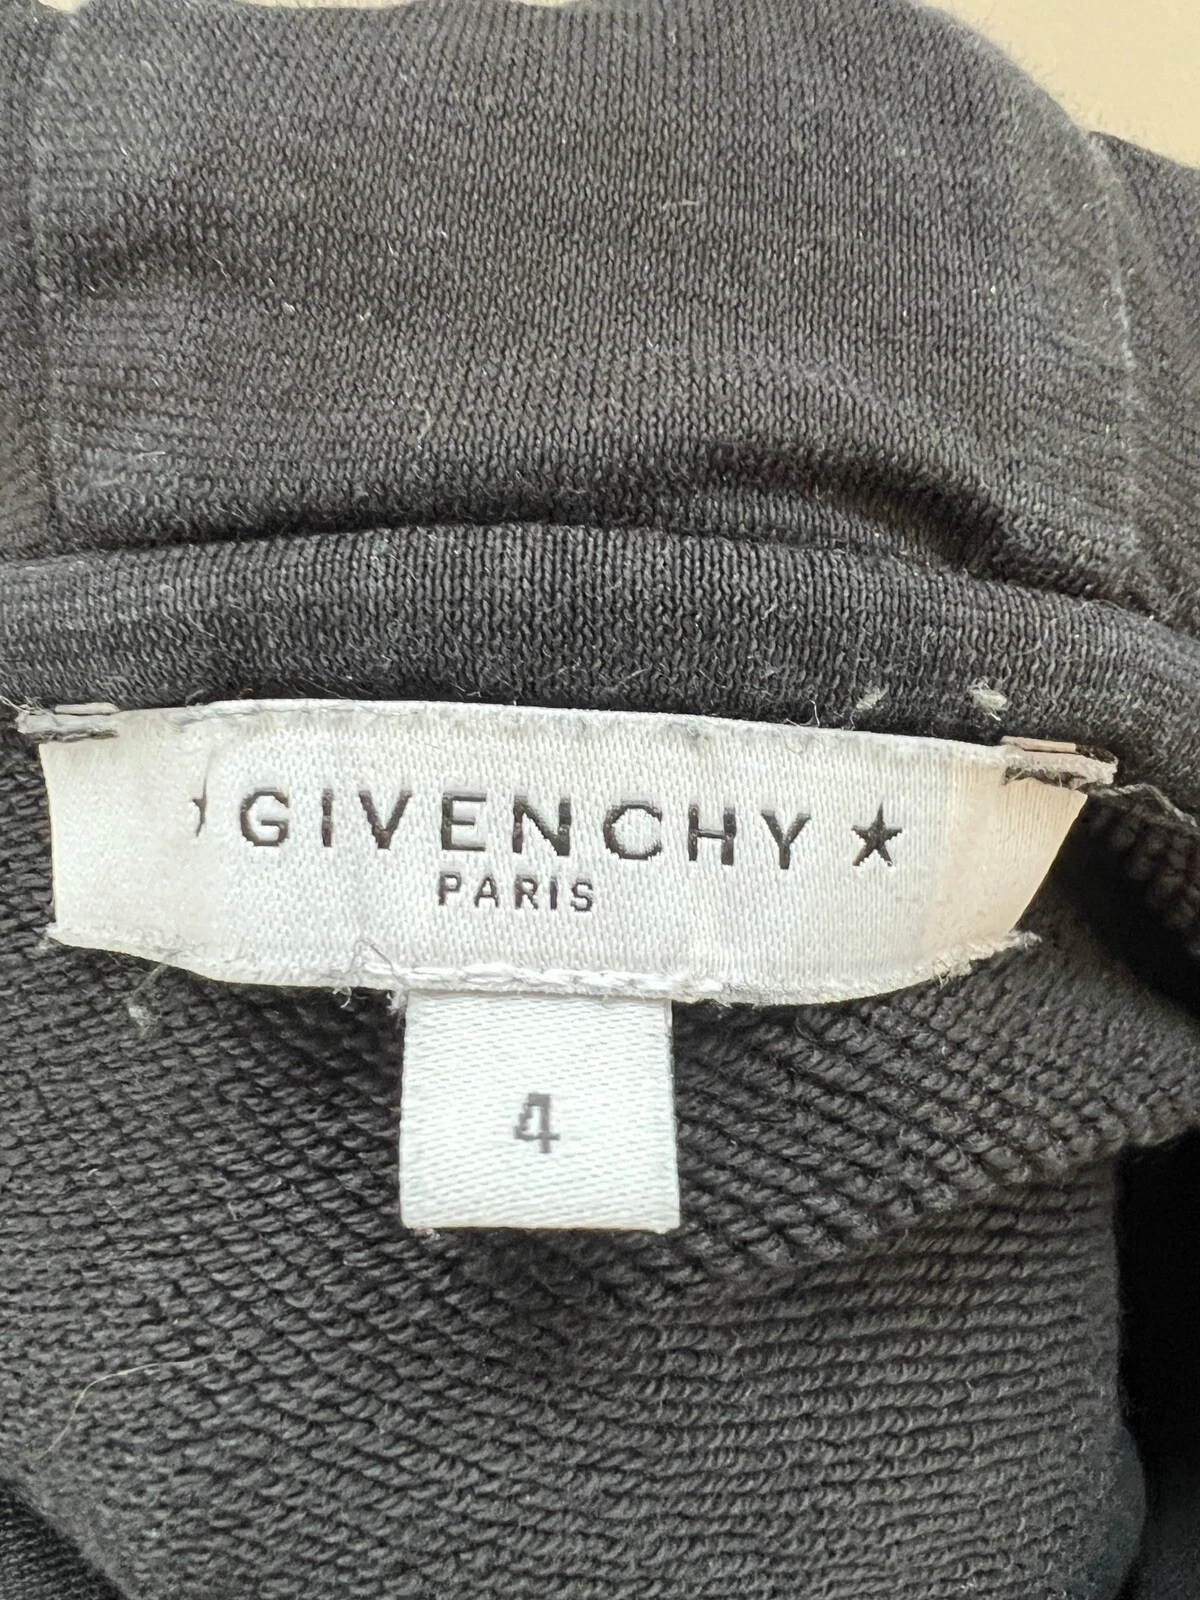 ★ GIVENCHY ★
PARIS
4